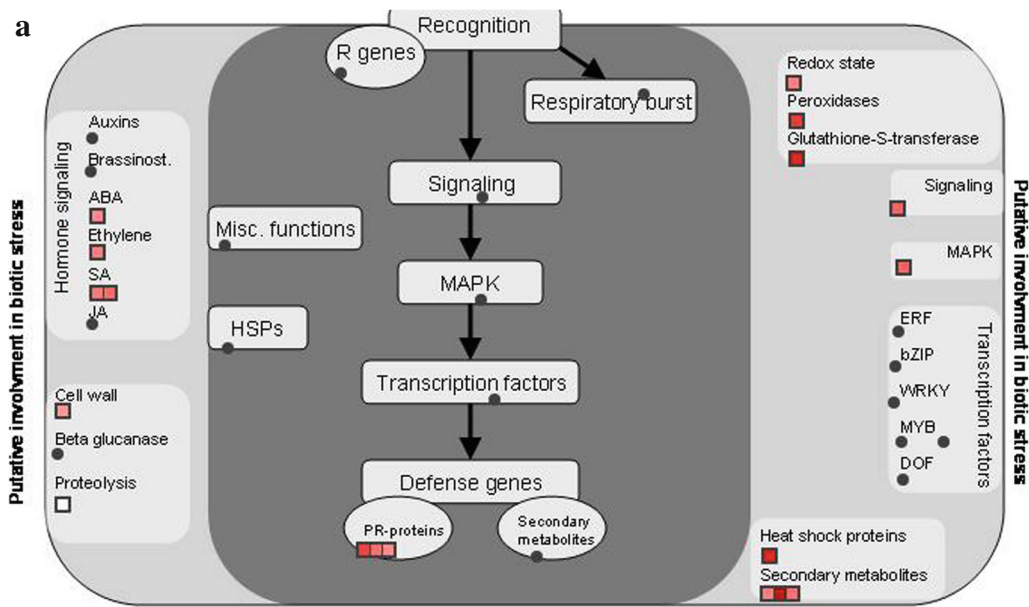 a
Recognition
R genes
Respiratory burst
Signaling
Misc. functions
MAPK
HSPs
Transcription factors
Defense genes
PR-proteins
Secondary
metabolites
Putative involvment in biotic stress
Hormone signaling
Auxins
Brassinost.
ABA
Ethylene
SA
JA
Cell wall
Beta glucanase
Proteolysis
Redox state
Peroxidases
Glutathione-S-transferase
Signaling
MAPK
ERF
bZIP
WRKY
MYB
DOF
Transcription factors
Heat shock proteins
Secondary metabolites
Putative involvment in biotic stress